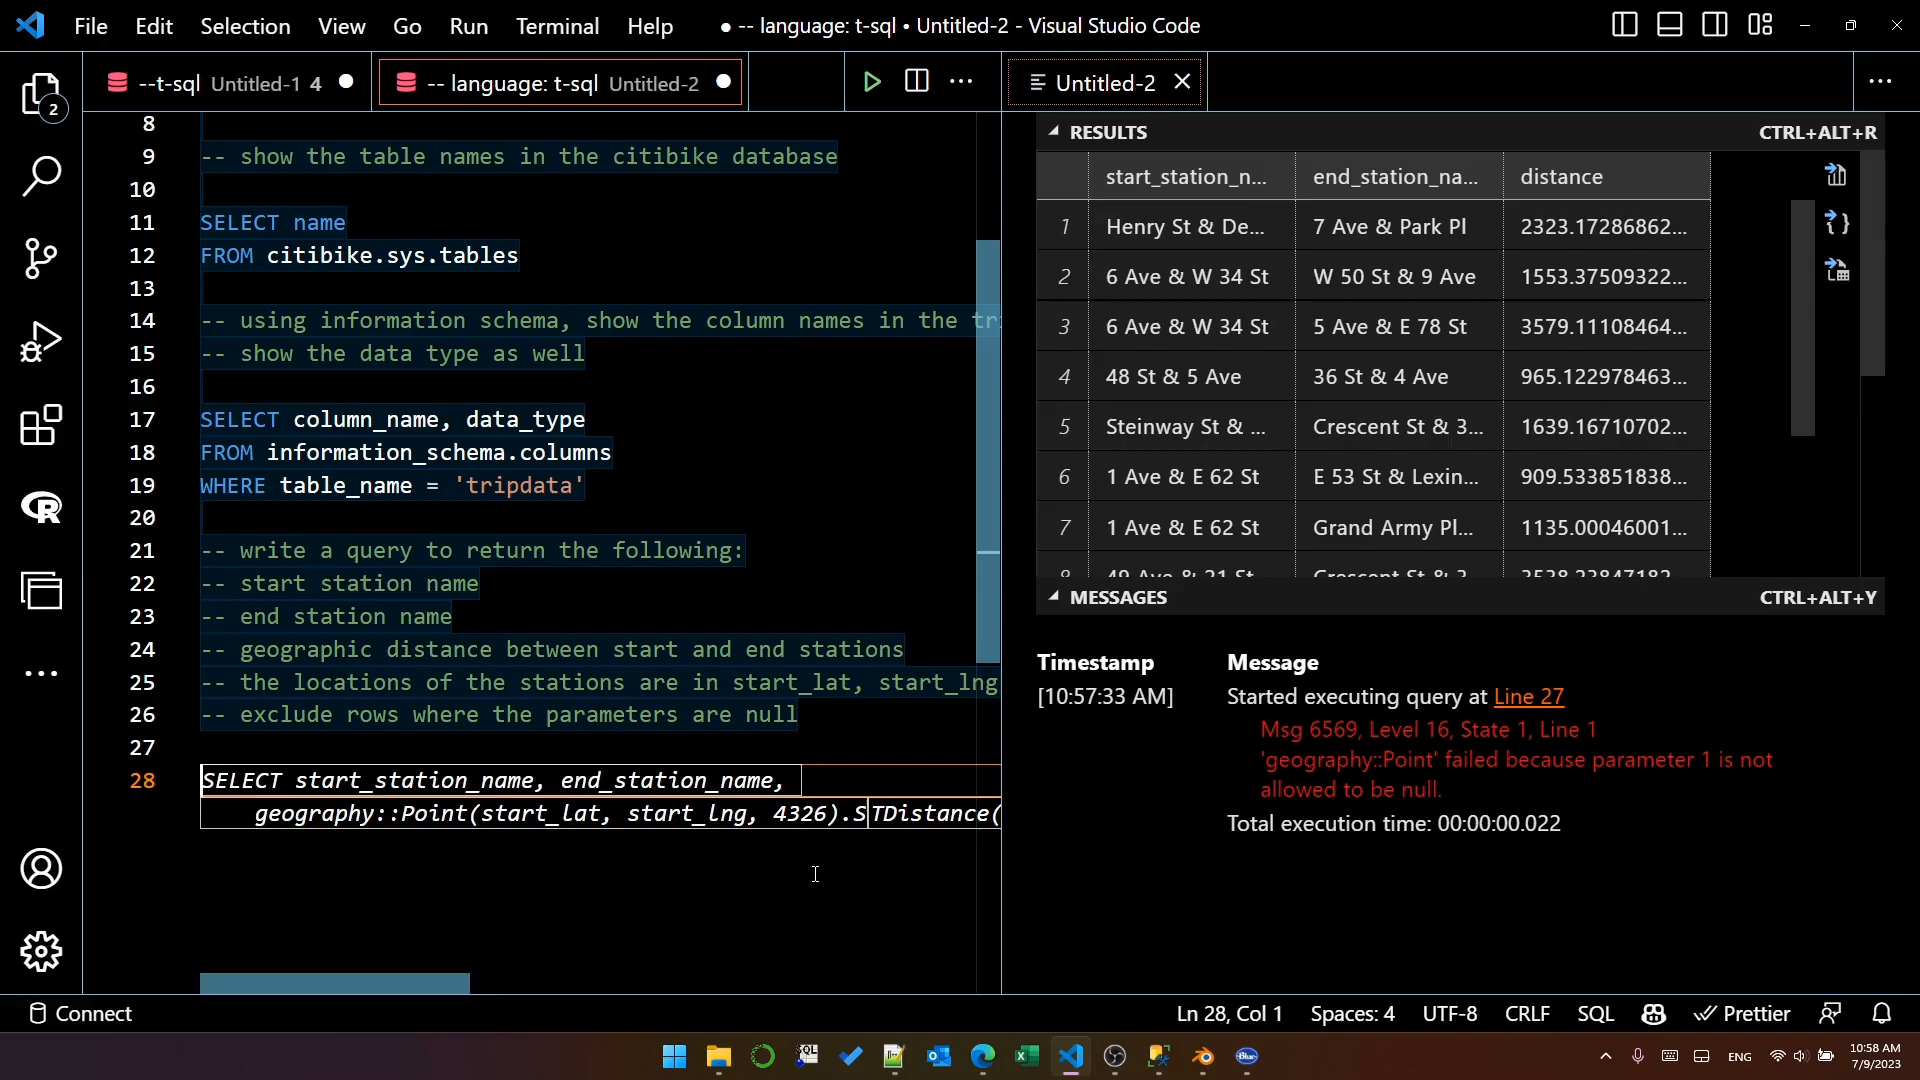 File Edit Selection View Go Run Terminal Help
● -- language: t-sql • Untitled-2 - Visual Studio Code
--t-sql Untitled-1 4
-- language: t-sql Untitled-2
Untitled-2
2
8
9 -- show the table names in the citibike database
10
11 SELECT name
12 FROM citibike.sys.tables
13
14 -- using information schema, show the column names in the tri
15 -- show the data type as well
16
17 SELECT column_name, data_type
18 FROM information_schema.columns
19 WHERE table_name = 'tripdata'
20
21 -- write a query to return the following:
22 -- start station name
23 -- end station name
24 -- geographic distance between start and end stations
25 -- the locations of the stations are in start_lat, start_lng
26 -- exclude rows where the parameters are null
27
28 SELECT start_station_name, end_station_name,
geography::Point(start_lat, start_lng, 4326).STDistance(
RESULTS CTRL+ALT+R
start_station_n... end_station_na... distance
1 Henry St & De... 7 Ave & Park Pl 2323.17286862...
2 6 Ave & W 34 St W 50 St & 9 Ave 1553.37509322...
3 6 Ave & W 34 St 5 Ave & E 78 St 3579.11108464...
4 48 St & 5 Ave 36 St & 4 Ave 965.122978463...
5 Steinway St & ... Crescent St & 3... 1639.16710702...
6 1 Ave & E 62 St E 53 St & Lexin... 909.533851838...
7 1 Ave & E 62 St Grand Army Pl... 1135.00046001...
8 49 Ave & 21 St Crescent St & 3... 3538.23847182...
MESSAGES CTRL+ALT+Y
Timestamp Message
[10:57:33 AM] Started executing query at Line 27
Msg 6569, Level 16, State 1, Line 1
'geography::Point' failed because parameter 1 is not
allowed to be null.
Total execution time: 00:00:00.022
Connect
Ln 28, Col 1 Spaces: 4 UTF-8 CRLF SQL Prettier
SQL
Blue
ENG
10:58 AM
7/9/2023